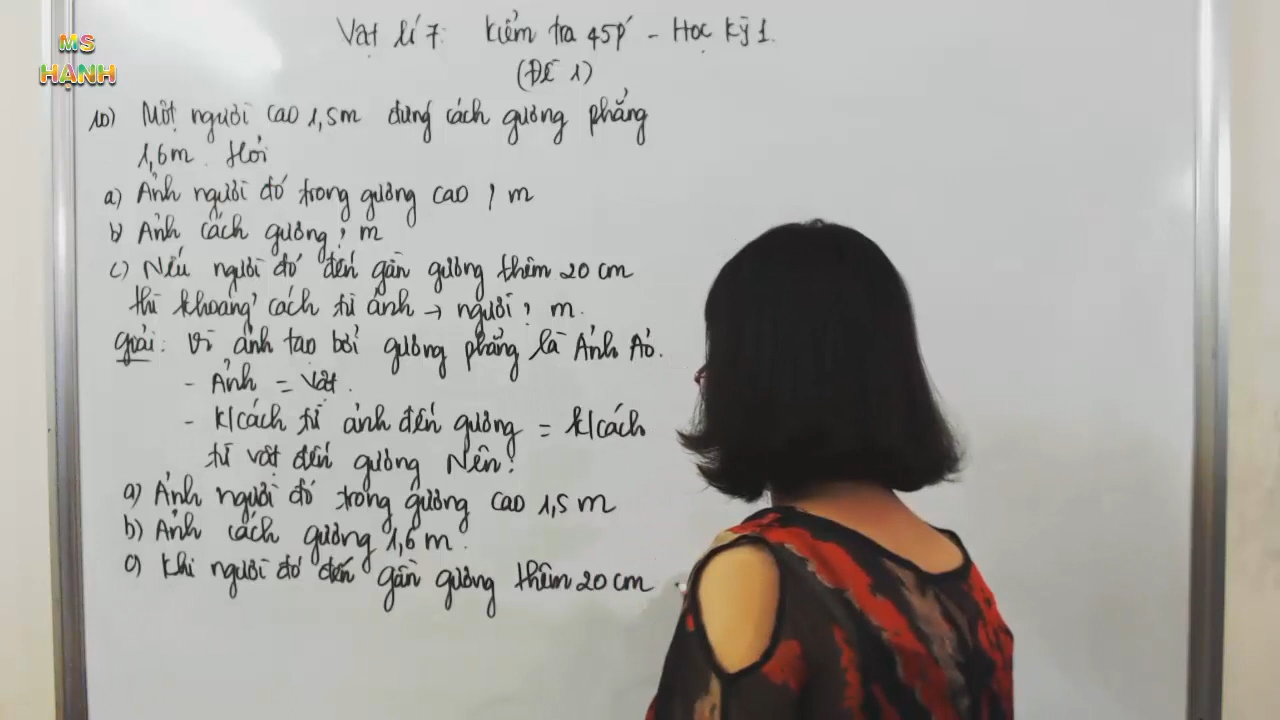 MS
HẠNH
Vật lí 7: Kiểm tra 45p' - Học kỳ 1.
(Đề 1)
10) Một người cao 1,5m đứng cách gương phẳng
1,6m. Hỏi
a) Ảnh người đó trong gương cao ? m
b) Ảnh cách gương ? m
c) Nếu người đó đến gần gương thêm 20 cm
thì khoảng cách từ ảnh → người ? m.
Giải: Vì ảnh tạo bởi gương phẳng là Ảnh Ảo.
- Ảnh = Vật.
- K/cách từ ảnh đến gương = k/cách
từ vật đến gương Nên:
a) Ảnh người đó trong gương cao 1,5 m
b) Ảnh cách gương 1,6 m.
c) Khi người đó đến gần gương thêm 20 cm